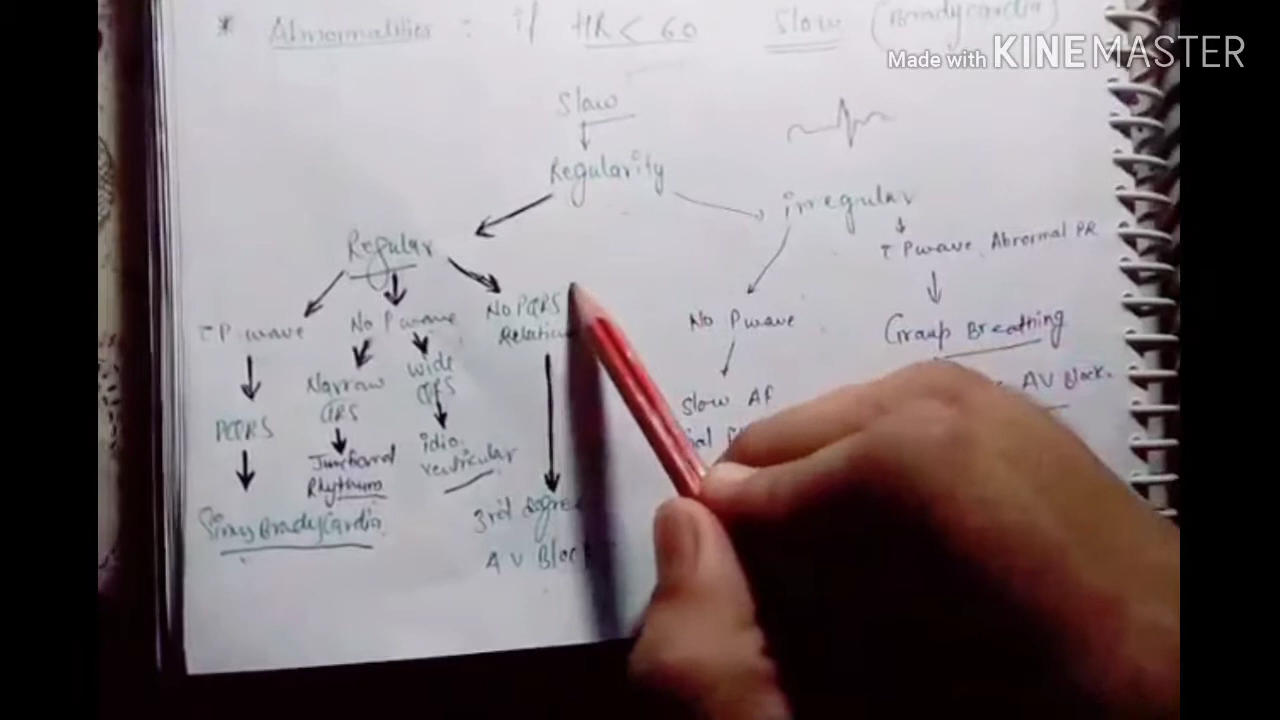 * Abnormalities : if HR < 60 Slow (Bradycardia)
Made with KINEMASTER
Slow
Regularity
Regular
irregular
P wave
No P wave
No PQRS
Relation
P wave, Abnormal PR
No P wave
Group Breathing
PQRS
Narrow
QRS
wide
QRS
Slow AF
AV Block
Junctional
Rhythm
idio
ventricular
Sinus Bradycardia
3rd degree
AV Block